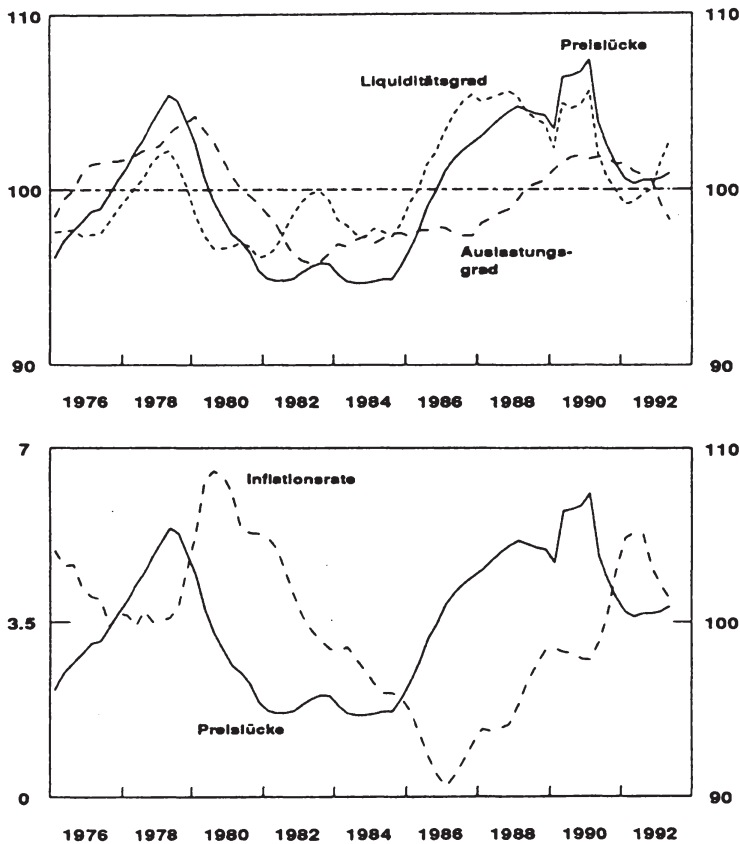 110 110
Preislücke
Liquiditätsgrad
100 100
Auslastungs-
grad
90 90
1976 1978 1980 1982 1984 1986 1988 1990 1992
7 110
Inflationsrate
3.5 100
Preislücke
0 90
1976 1978 1980 1982 1984 1986 1988 1990 1992